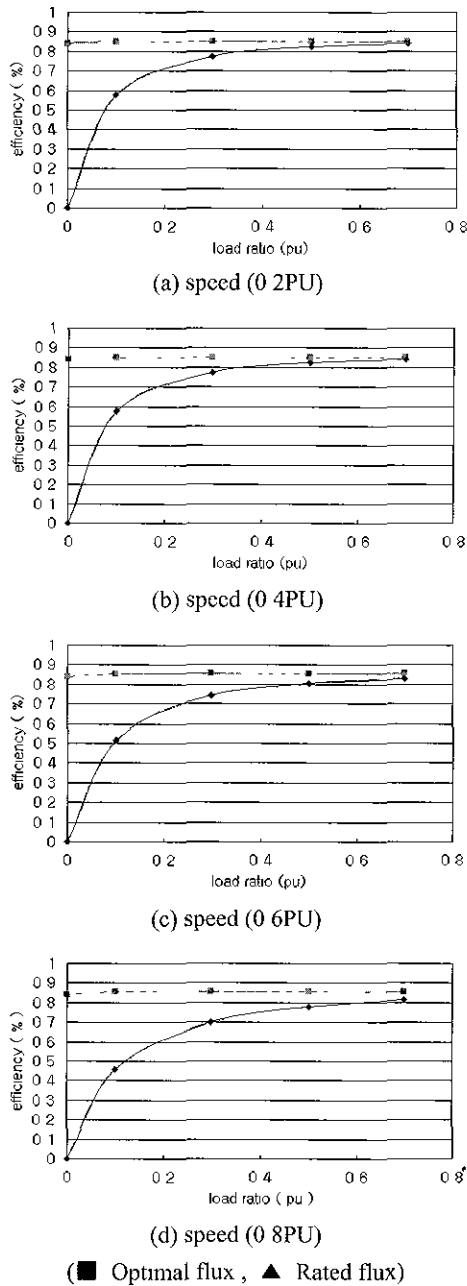 1
0 9
0 8
0 7
0 6
0 5
0 4
0 3
0 2
0 1
0
efficiency ( %)
0 0 2 0 4 0 6 0 8
load ratio (pu)
(a) speed (0 2PU)
1
0 9
0 8
0 7
0 6
0 5
0 4
0 3
0 2
0 1
0
efficiency ( %)
0 0 2 0 4 0 6 0 8
load ratio (pu)
(b) speed (0 4PU)
1
0 9
0 8
0 7
0 6
0 5
0 4
0 3
0 2
0 1
0
efficiency ( %)
0 0 2 0 4 0 6 0 8
load ratio (pu)
(c) speed (0 6PU)
1
0 9
0 8
0 7
0 6
0 5
0 4
0 3
0 2
0 1
0
efficiency ( % )
0 0 2 0 4 0 6 0 8
load ratio ( pu )
(d) speed (0 8PU)
(■ Optimal flux , ▲ Rated flux)